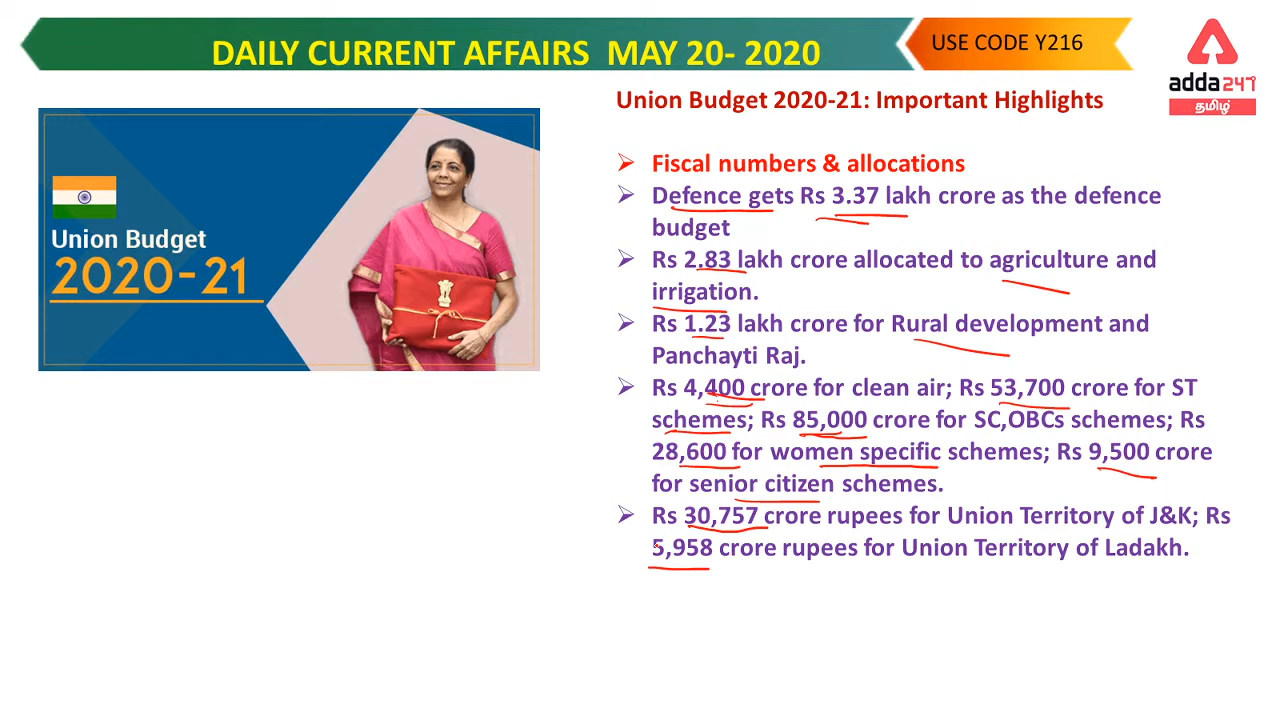 DAILY CURRENT AFFAIRS MAY 20- 2020
USE CODE Y216
adda247
தமிழ்
Union Budget
2020-21
Union Budget 2020-21: Important Highlights
➢ Fiscal numbers & allocations
➢ Defence gets Rs 3.37 lakh crore as the defence
budget
➢ Rs 2.83 lakh crore allocated to agriculture and
irrigation.
➢ Rs 1.23 lakh crore for Rural development and
Panchayti Raj.
➢ Rs 4,400 crore for clean air; Rs 53,700 crore for ST
schemes; Rs 85,000 crore for SC,OBCs schemes; Rs
28,600 for women specific schemes; Rs 9,500 crore
for senior citizen schemes.
➢ Rs 30,757 crore rupees for Union Territory of J&K; Rs
5,958 crore rupees for Union Territory of Ladakh.